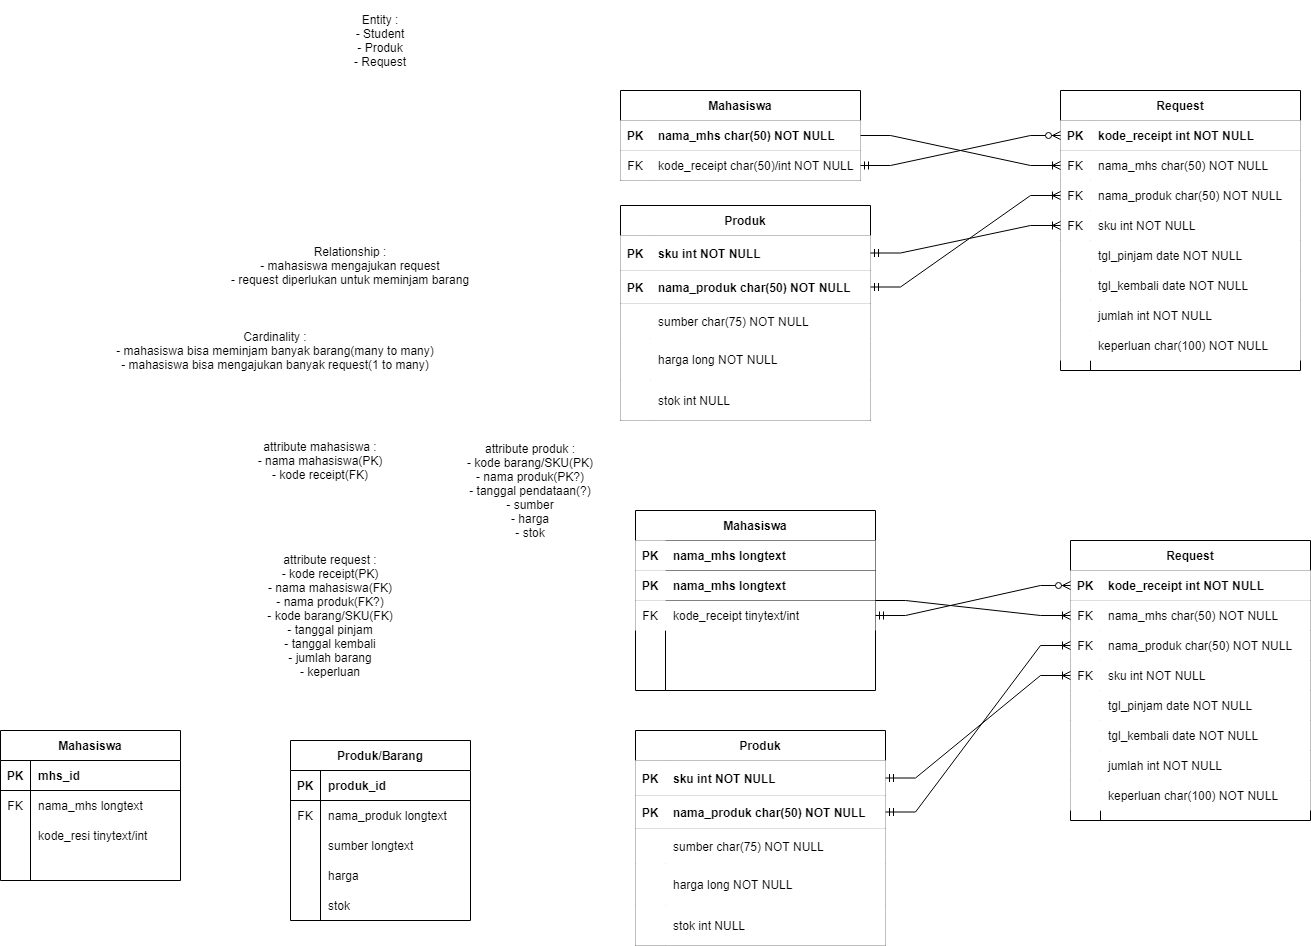 Entity :
- Student
- Produk
- Request
Mahasiswa
PK nama_mhs char(50) NOT NULL
FK kode_receipt char(50)/int NOT NULL
Request
PK kode_receipt int NOT NULL
FK nama_mhs char(50) NOT NULL
FK nama_produk char(50) NOT NULL
FK sku int NOT NULL
tgl_pinjam date NOT NULL
tgl_kembali date NOT NULL
jumlah int NOT NULL
keperluan char(100) NOT NULL
Produk
PK sku int NOT NULL
PK nama_produk char(50) NOT NULL
sumber char(75) NOT NULL
harga long NOT NULL
stok int NULL
Relationship :
- mahasiswa mengajukan request
- request diperlukan untuk meminjam barang
Cardinality :
- mahasiswa bisa meminjam banyak barang(many to many)
- mahasiswa bisa mengajukan banyak request(1 to many)
attribute mahasiswa :
- nama mahasiswa(PK)
- kode receipt(FK)
attribute produk :
- kode barang/SKU(PK)
- nama produk(PK?)
- tanggal pendataan(?)
- sumber
- harga
- stok
attribute request :
- kode receipt(PK)
- nama mahasiswa(FK)
- nama produk(FK?)
- kode barang/SKU(FK)
- tanggal pinjam
- tanggal kembali
- jumlah barang
- keperluan
Mahasiswa
PK nama_mhs longtext
PK nama_mhs longtext
FK kode_receipt tinytext/int
Request
PK kode_receipt int NOT NULL
FK nama_mhs char(50) NOT NULL
FK nama_produk char(50) NOT NULL
FK sku int NOT NULL
tgl_pinjam date NOT NULL
tgl_kembali date NOT NULL
jumlah int NOT NULL
keperluan char(100) NOT NULL
Mahasiswa
PK mhs_id
FK nama_mhs longtext
kode_resi tinytext/int
Produk/Barang
PK produk_id
FK nama_produk longtext
sumber longtext
harga
stok
Produk
PK sku int NOT NULL
PK nama_produk char(50) NOT NULL
sumber char(75) NOT NULL
harga long NOT NULL
stok int NULL